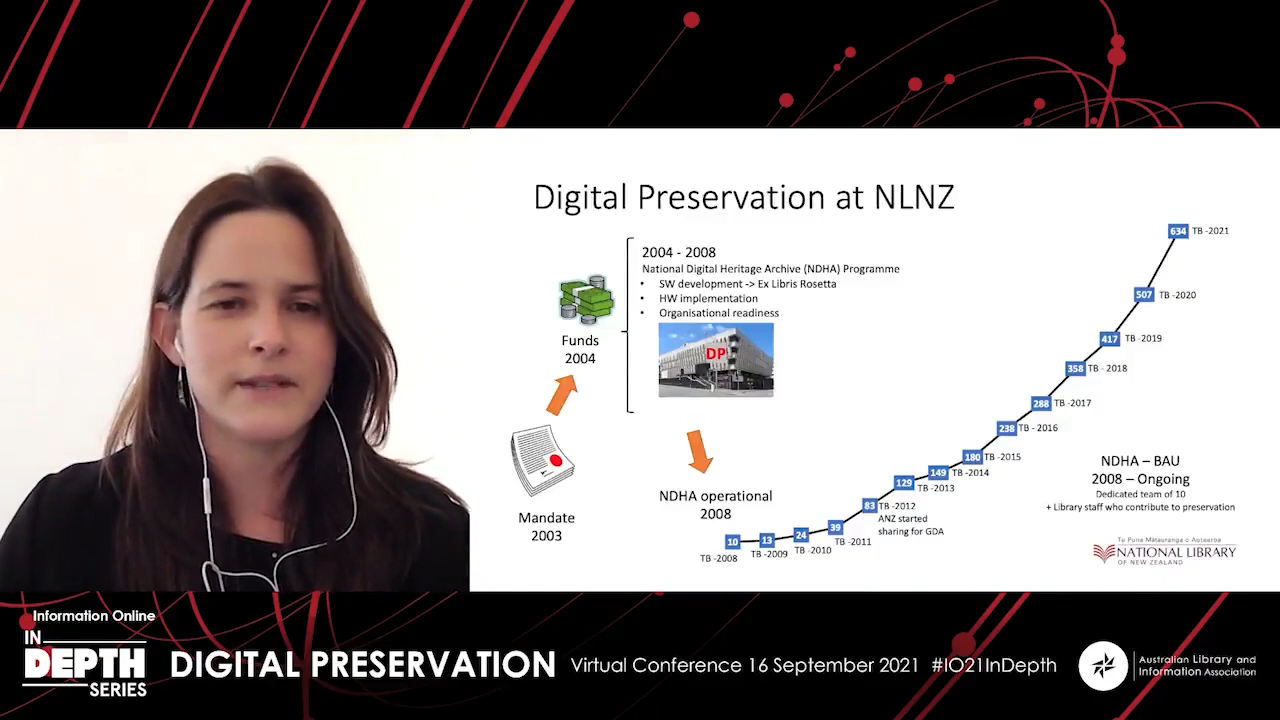 Digital Preservation at NLNZ
2004 - 2008
National Digital Heritage Archive (NDHA) Programme
• SW development -> Ex Libris Rosetta
• HW implementation
• Organisational readiness
DP
Funds
2004
Mandate
2003
NDHA operational
2008
10
TB -2008
13
TB -2009
24
TB -2010
39
TB -2011
83 TB -2012
ANZ started
sharing for GDA
129
TB -2013
149
TB -2014
180 TB -2015
238 TB - 2016
288 TB -2017
358 TB - 2018
417 TB -2019
507 TB -2020
634 TB -2021
NDHA – BAU
2008 – Ongoing
Dedicated team of 10
+ Library staff who contribute to preservation
Te Puna Mātauranga o Aotearoa
NATIONAL LIBRARY
OF NEW ZEALAND
Information Online
IN
DEPTH
SERIES
DIGITAL PRESERVATION
Virtual Conference 16 September 2021 #IO21InDepth
Australian Library and
Information Association